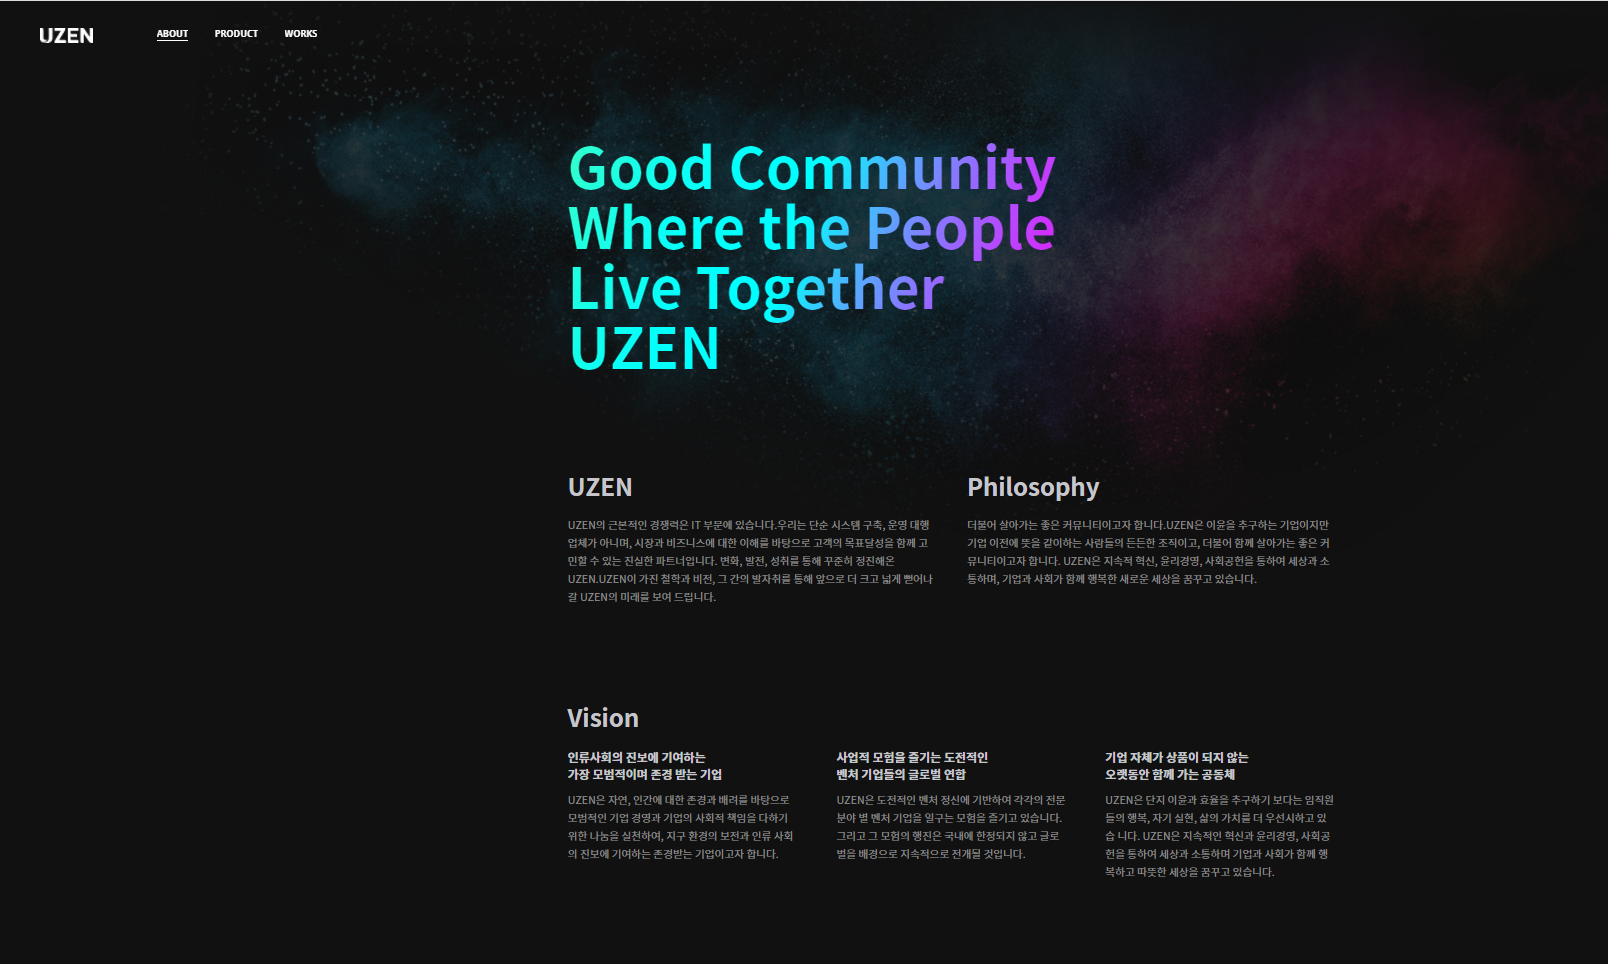 UZEN
ABOUT PRODUCT WORKS
Good Community
Where the People
Live Together
UZEN
UZEN
UZEN의 근본적인 경쟁력은 IT 부문에 있습니다.우리는 단순 시스템 구축, 운영 대행
업체가 아니며, 시장과 비즈니스에 대한 이해를 바탕으로 고객의 목표달성을 함께 고
민할 수 있는 진실한 파트너입니다. 변화, 발전, 성취를 통해 꾸준히 정진해온
UZEN.UZEN이 가진 철학과 비전, 그 간의 발자취를 통해 앞으로 더 크고 넓게 뻗어나
갈 UZEN의 미래를 보여 드립니다.
Philosophy
더불어 살아가는 좋은 커뮤니티이고자 합니다.UZEN은 이윤을 추구하는 기업이지만
기업 이전에 뜻을 같이하는 사람들의 든든한 조직이고, 더불어 함께 살아가는 좋은 커
뮤니티이고자 합니다. UZEN은 지속적 혁신, 윤리경영, 사회공헌을 통하여 세상과 소
통하며, 기업과 사회가 함께 행복한 새로운 세상을 꿈꾸고 있습니다.
Vision
인류사회의 진보에 기여하는
가장 모범적이며 존경 받는 기업
UZEN은 자연, 인간에 대한 존경과 배려를 바탕으로
모범적인 기업 경영과 기업의 사회적 책임을 다하기
위한 나눔을 실천하여, 지구 환경의 보전과 인류 사회
의 진보에 기여하는 존경받는 기업이고자 합니다.
사업적 모험을 즐기는 도전적인
벤처 기업들의 글로벌 연합
UZEN은 도전적인 벤처 정신에 기반하여 각각의 전문
분야 별 벤처 기업을 일구는 모험을 즐기고 있습니다.
그리고 그 모험의 행진은 국내에 한정되지 않고 글로
벌을 배경으로 지속적으로 전개될 것입니다.
기업 자체가 상품이 되지 않는
오랫동안 함께 가는 공동체
UZEN은 단지 이윤과 효율을 추구하기 보다는 임직원
들의 행복, 자기 실현, 삶의 가치를 더 우선시하고 있
습 니다. UZEN은 지속적인 혁신과 윤리경영, 사회공
헌을 통하여 세상과 소통하며 기업과 사회가 함께 행
복하고 따뜻한 세상을 꿈꾸고 있습니다.